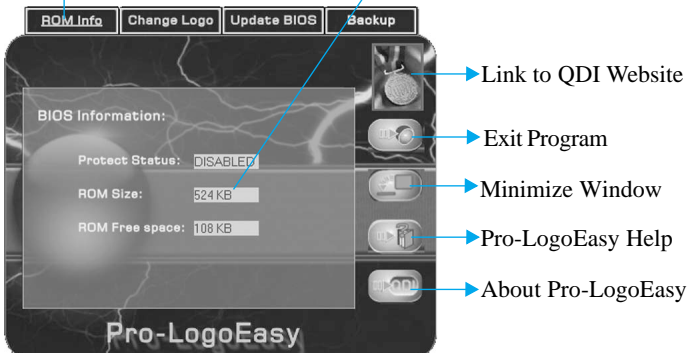 ROM Info Change Logo Update BIOS Backup
Link to QDI Website
BIOS Information:
Exit Program
Protect Status: DISABLED
ROM Size: 524 KB
Minimize Window
ROM Free space: 108 KB
Pro-LogoEasy Help
QDI
About Pro-LogoEasy
Pro-LogoEasy